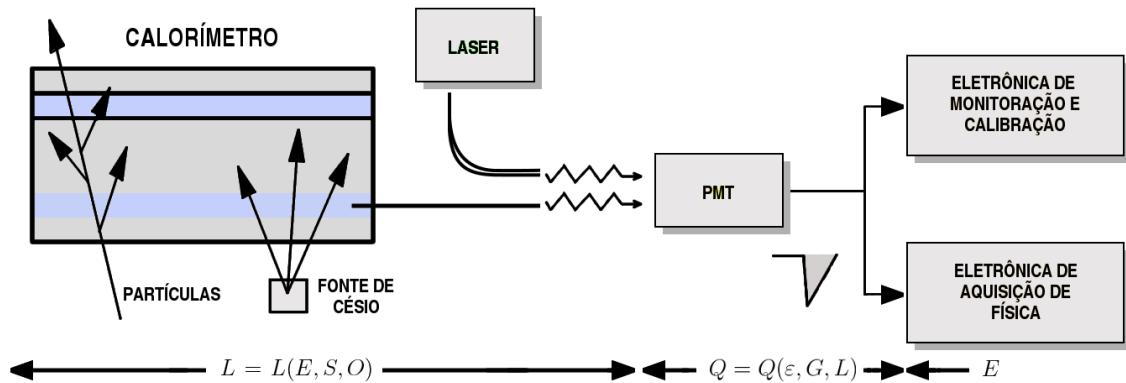 CALORÍMETRO
LASER
ELETRÔNICA DE
MONITORAÇÃO E
CALIBRAÇÃO
PMT
PARTÍCULAS
FONTE DE
CÉSIO
ELETRÔNICA DE
AQUISIÇÃO DE
FÍSICA
L = L(E, S, O)
Q = Q(ε, G, L)
E